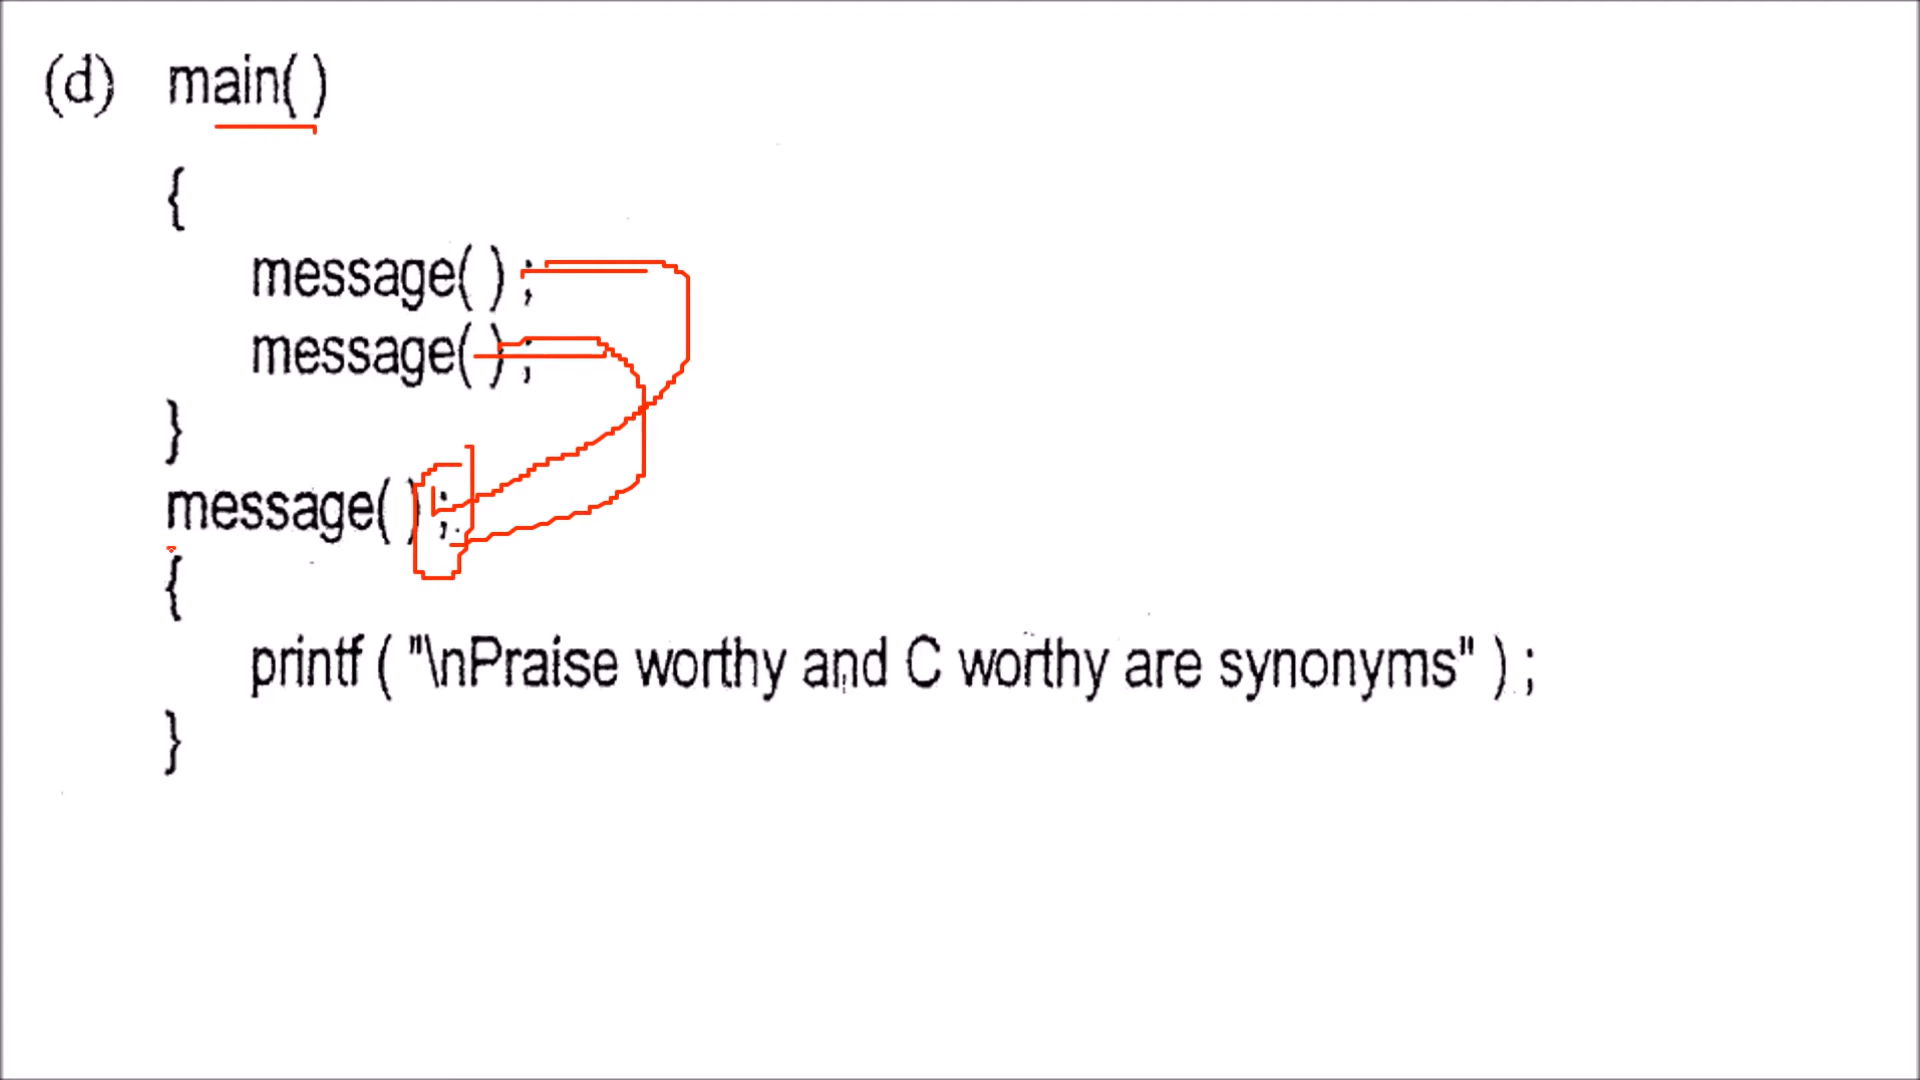 (d) main( )
{
message( ) ;
message( ) ;
}
message( ) ;
{
printf ( "\nPraise worthy and C worthy are synonyms" ) ;
}